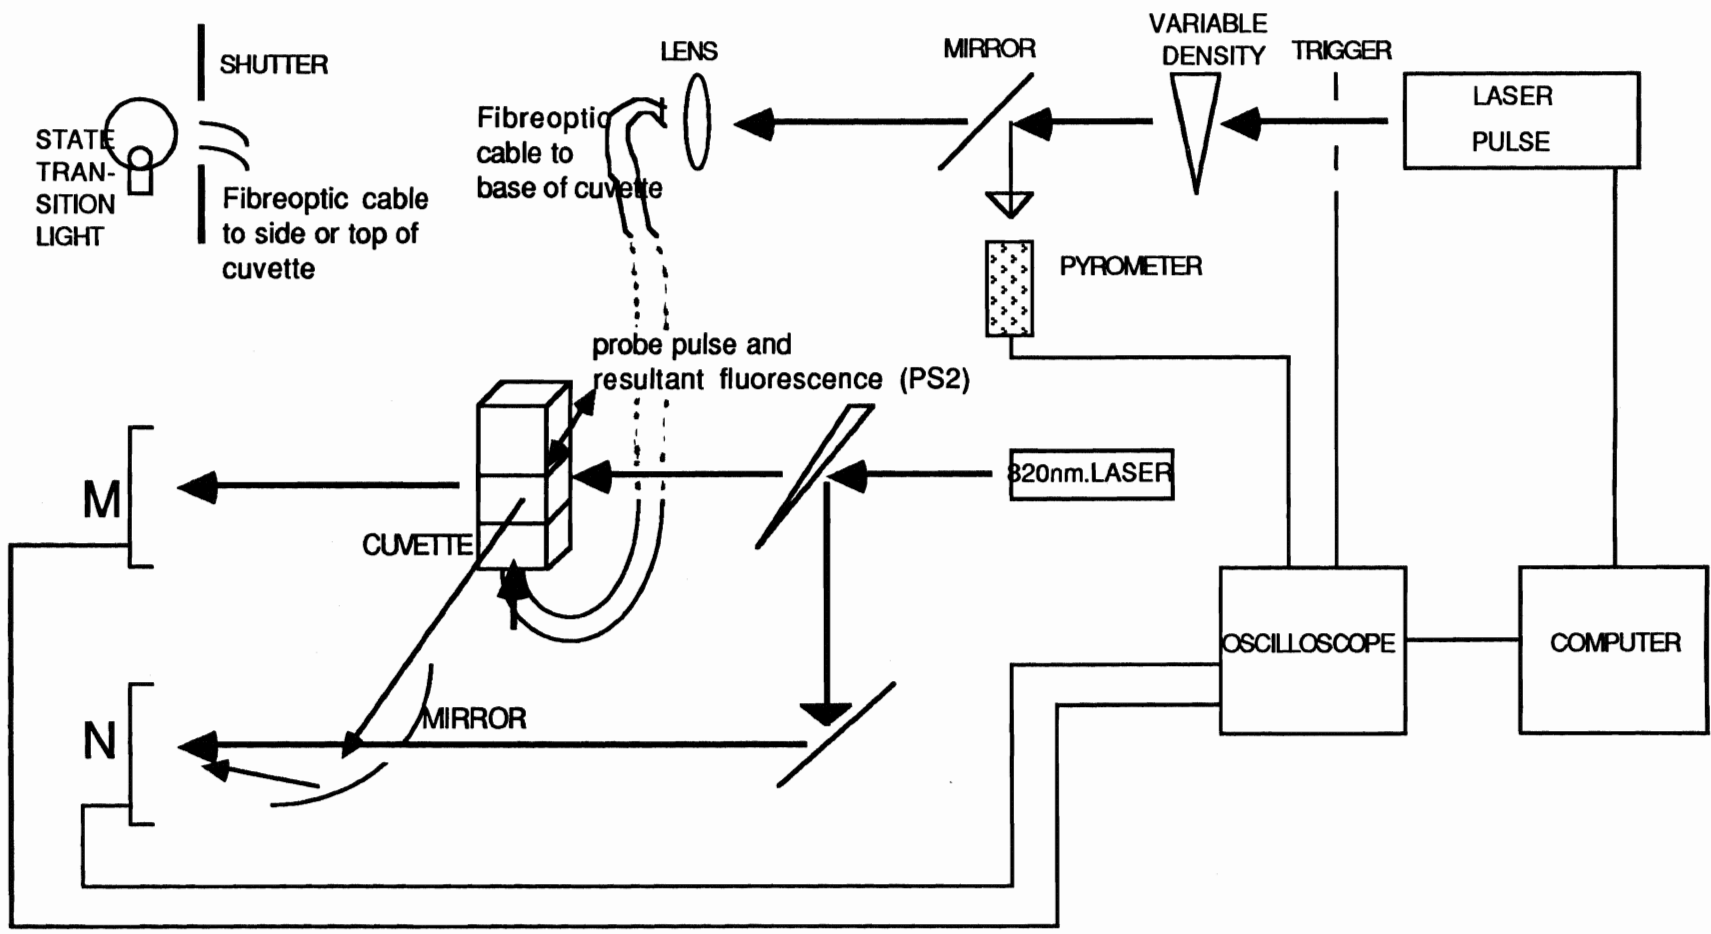 VARIABLE
DENSITY
TRIGGER
MIRROR
LENS
SHUTTER
LASER
PULSE
STATE
TRAN-
SITION
LIGHT
Fibreoptic cable
to side or top of
cuvette
Fibreoptic
cable to
base of cuvette
PYROMETER
probe pulse and
resultant fluorescence (PS2)
820nm.LASER
M
CUVETTE
OSCILLOSCOPE
COMPUTER
N
MIRROR